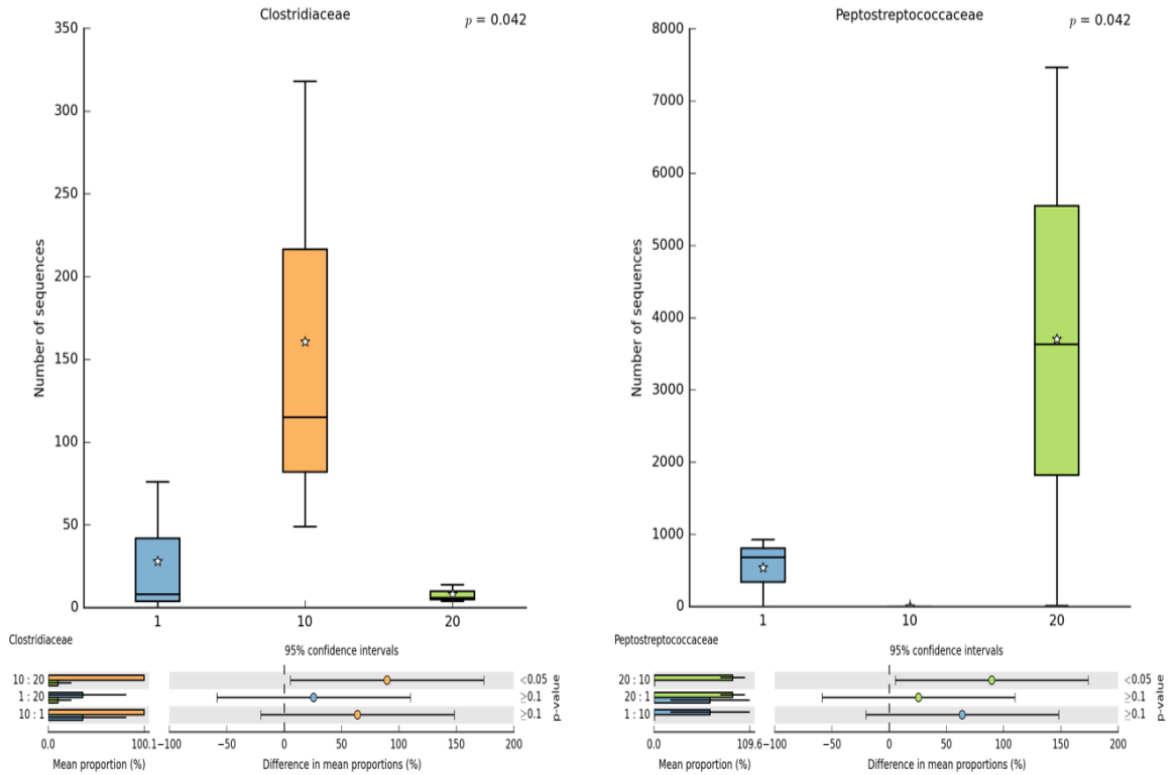 Clostridiaceae
p = 0.042
350
300
250
200
150
100
50
0
Number of sequences
1 10 20
Peptostreptococcaceae
p = 0.042
8000
7000
6000
5000
4000
3000
2000
1000
0
Number of sequences
1 10 20
Clostridiaceae
95% confidence intervals
10 : 20
1 : 20
10 : 1
<0.05
≥0.1
≥0.1
p-value
0.0 100.1
Mean proportion (%)
−100 −50 0 50 100 150 200
Difference in mean proportions (%)
Peptostreptococcaceae
95% confidence intervals
20 : 10
20 : 1
1 : 10
<0.05
≥0.1
≥0.1
p-value
0.0 109.6
Mean proportion (%)
−100 −50 0 50 100 150 200
Difference in mean proportions (%)